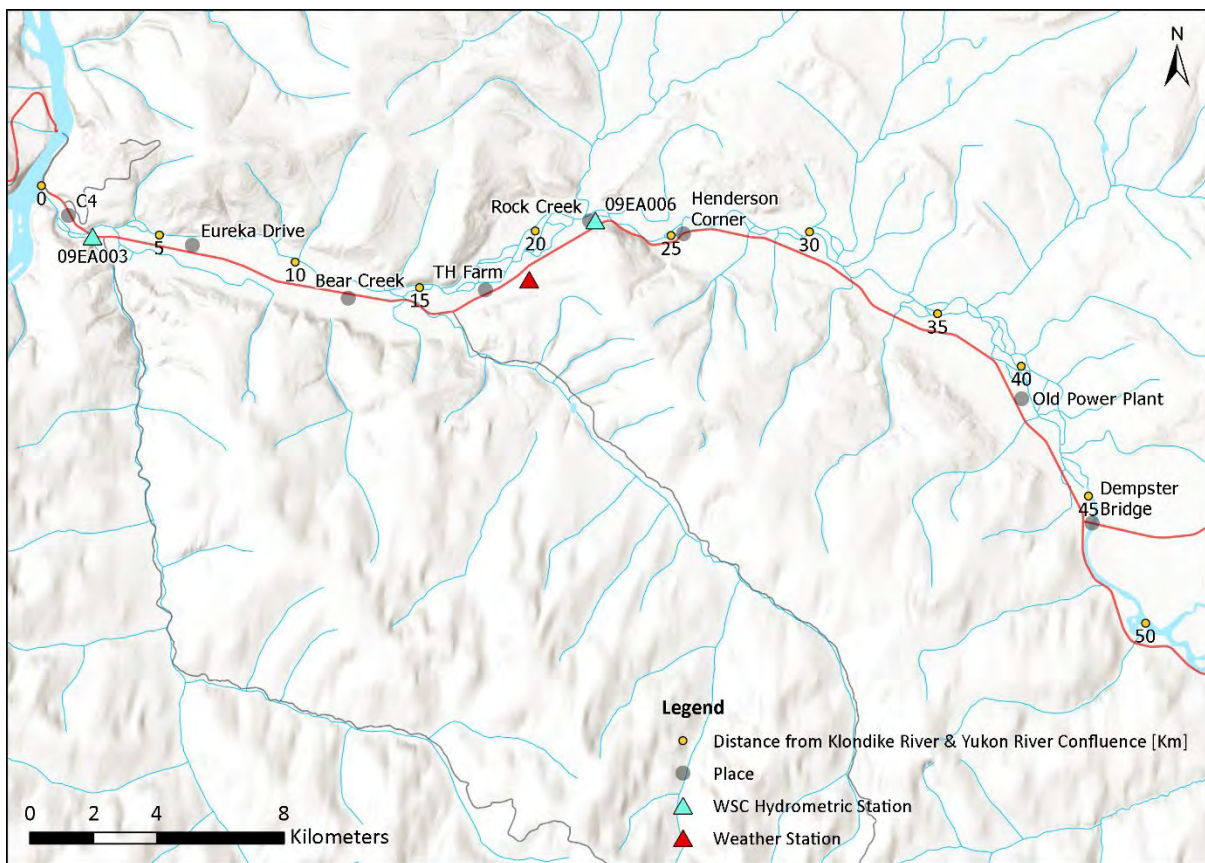 N
0
C4
09EA003
5
Eureka Drive
10
Bear Creek
15
TH Farm
Rock Creek
20
09EA006
25
Henderson
Corner
30
35
40
Old Power Plant
45
Dempster
Bridge
50
Legend
Distance from Klondike River & Yukon River Confluence [Km]
Place
WSC Hydrometric Station
Weather Station
0 2 4 8
Kilometers